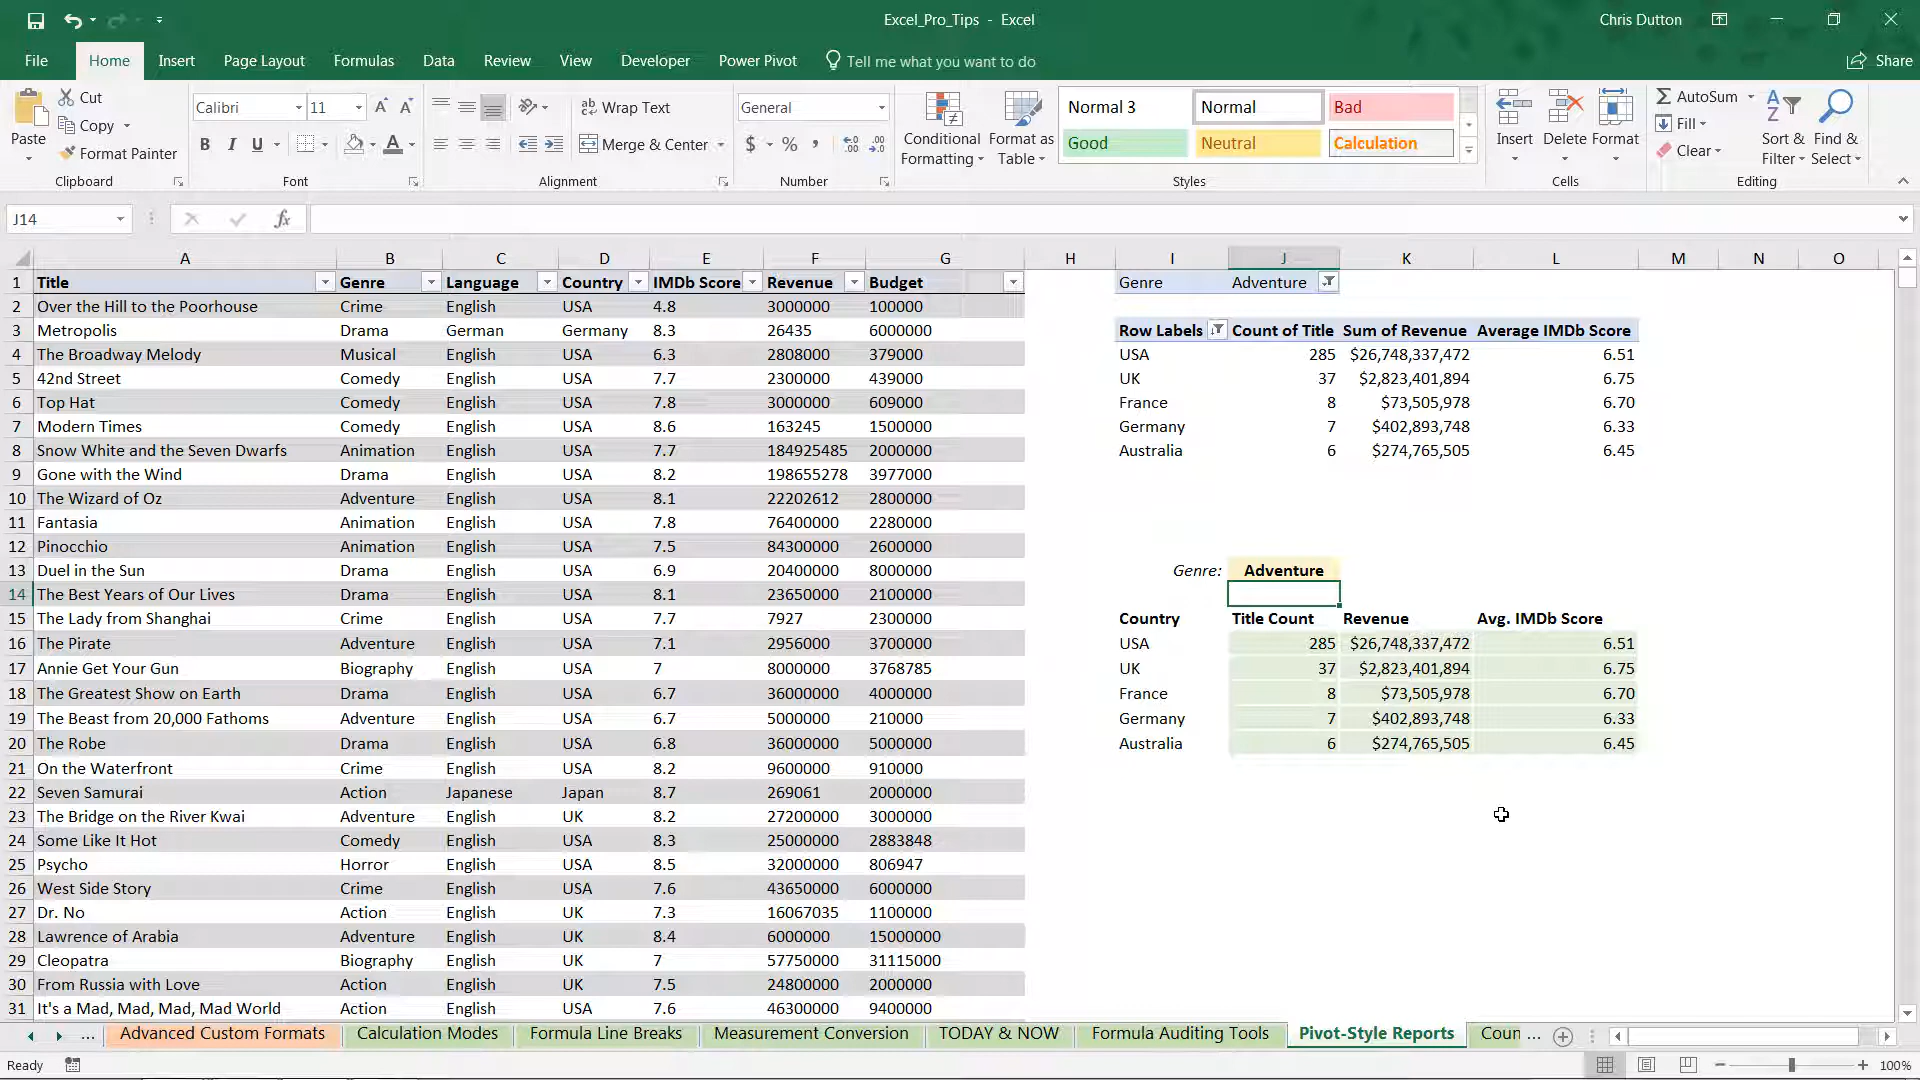 Excel_Pro_Tips - Excel
Chris Dutton
File Home Insert Page Layout Formulas Data Review View Developer Power Pivot Tell me what you want to do Share
Paste Cut Copy Format Painter Clipboard
Calibri 11 B I U A Font
Wrap Text Merge & Center Alignment
General $ % , Number
Conditional Formatting Format as Table Normal 3 Normal Bad Good Neutral Calculation Styles
Insert Delete Format Cells
AutoSum Fill Clear Sort & Filter Find & Select Editing
J14 fx
A B C D E F G H I J K L M N O
1 Title Genre Language Country IMDb Score Revenue Budget Genre Adventure
2 Over the Hill to the Poorhouse Crime English USA 4.8 3000000 100000
3 Metropolis Drama German Germany 8.3 26435 6000000 Row Labels Count of Title Sum of Revenue Average IMDb Score
4 The Broadway Melody Musical English USA 6.3 2808000 379000 USA 285 $26,748,337,472 6.51
5 42nd Street Comedy English USA 7.7 2300000 439000 UK 37 $2,823,401,894 6.75
6 Top Hat Comedy English USA 7.8 3000000 609000 France 8 $73,505,978 6.70
7 Modern Times Comedy English USA 8.6 163245 1500000 Germany 7 $402,893,748 6.33
8 Snow White and the Seven Dwarfs Animation English USA 7.7 184925485 2000000 Australia 6 $274,765,505 6.45
9 Gone with the Wind Drama English USA 8.2 198655278 3977000
10 The Wizard of Oz Adventure English USA 8.1 22202612 2800000
11 Fantasia Animation English USA 7.8 76400000 2280000
12 Pinocchio Animation English USA 7.5 84300000 2600000
13 Duel in the Sun Drama English USA 6.9 20400000 8000000 Genre: Adventure
14 The Best Years of Our Lives Drama English USA 8.1 23650000 2100000
15 The Lady from Shanghai Crime English USA 7.7 7927 2300000 Country Title Count Revenue Avg. IMDb Score
16 The Pirate Adventure English USA 7.1 2956000 3700000 USA 285 $26,748,337,472 6.51
17 Annie Get Your Gun Biography English USA 7 8000000 3768785 UK 37 $2,823,401,894 6.75
18 The Greatest Show on Earth Drama English USA 6.7 36000000 4000000 France 8 $73,505,978 6.70
19 The Beast from 20,000 Fathoms Adventure English USA 6.7 5000000 210000 Germany 7 $402,893,748 6.33
20 The Robe Drama English USA 6.8 36000000 5000000 Australia 6 $274,765,505 6.45
21 On the Waterfront Crime English USA 8.2 9600000 910000
22 Seven Samurai Action Japanese Japan 8.7 269061 2000000
23 The Bridge on the River Kwai Adventure English UK 8.2 27200000 3000000
24 Some Like It Hot Comedy English USA 8.3 25000000 2883848
25 Psycho Horror English USA 8.5 32000000 806947
26 West Side Story Crime English USA 7.6 43650000 6000000
27 Dr. No Action English UK 7.3 16067035 1100000
28 Lawrence of Arabia Adventure English UK 8.4 6000000 15000000
29 Cleopatra Biography English UK 7 57750000 31115000
30 From Russia with Love Action English UK 7.5 24800000 2000000
31 It's a Mad, Mad, Mad, Mad World Action English USA 7.6 46300000 9400000
... Advanced Custom Formats Calculation Modes Formula Line Breaks Measurement Conversion TODAY & NOW Formula Auditing Tools Pivot-Style Reports Coun ...
Ready 100%